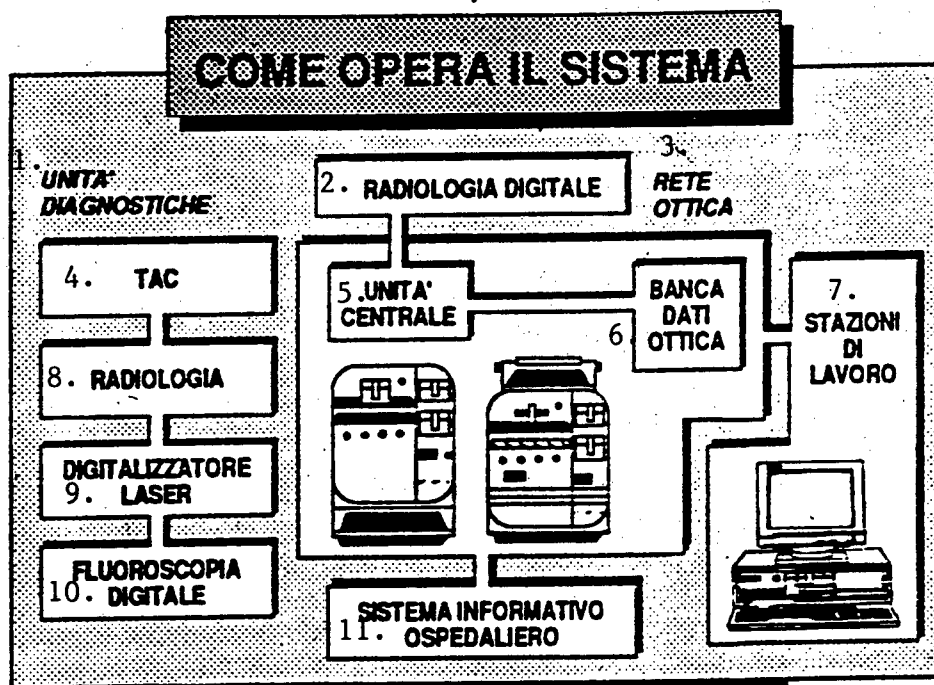 COME OPERA IL SISTEMA
1.
UNITA'
DIAGNOSTICHE
2. RADIOLOGIA DIGITALE
3.
RETE
OTTICA
4. TAC
5. UNITA'
CENTRALE
BANCA
DATI
6. OTTICA
7.
STAZIONI
DI
LAVORO
8. RADIOLOGIA
DIGITALIZZATORE
9. LASER
FLUOROSCOPIA
10. DIGITALE
SISTEMA INFORMATIVO
11. OSPEDALIERO